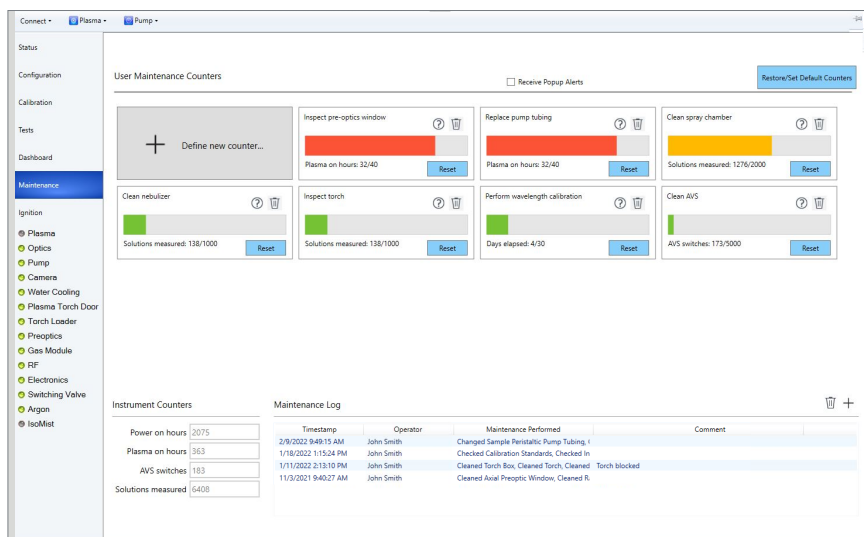 Connect Plasma Pump
Status
Configuration
Calibration
Tests
Dashboard
Maintenance
Ignition
Plasma
Optics
Pump
Camera
Water Cooling
Plasma Torch Door
Torch Loader
Preoptics
Gas Module
RF
Electronics
Switching Valve
Argon
IsoMist
User Maintenance Counters
Receive Popup Alerts
Restore/Set Default Counters
Define new counter...
Inspect pre-optics window
Plasma on hours: 32/40
Reset
Replace pump tubing
Plasma on hours: 32/40
Reset
Clean spray chamber
Solutions measured: 1276/2000
Reset
Clean nebulizer
Solutions measured: 138/1000
Reset
Inspect torch
Solutions measured: 138/1000
Reset
Perform wavelength calibration
Days elapsed: 4/30
Reset
Clean AVS
AVS switches: 173/5000
Reset
Instrument Counters
Power on hours 2075
Plasma on hours 363
AVS switches 183
Solutions measured 6408
Maintenance Log
Timestamp Operator Maintenance Performed Comment
2/9/2022 9:49:15 AM John Smith Changed Sample Peristaltic Pump Tubing, (
1/18/2022 1:15:24 PM John Smith Checked Calibration Standards, Checked In
1/11/2022 2:13:10 PM John Smith Cleaned Torch Box, Cleaned Torch, Cleaned Torch blocked
11/3/2021 9:40:27 AM John Smith Cleaned Axial Preoptic Window, Cleaned R